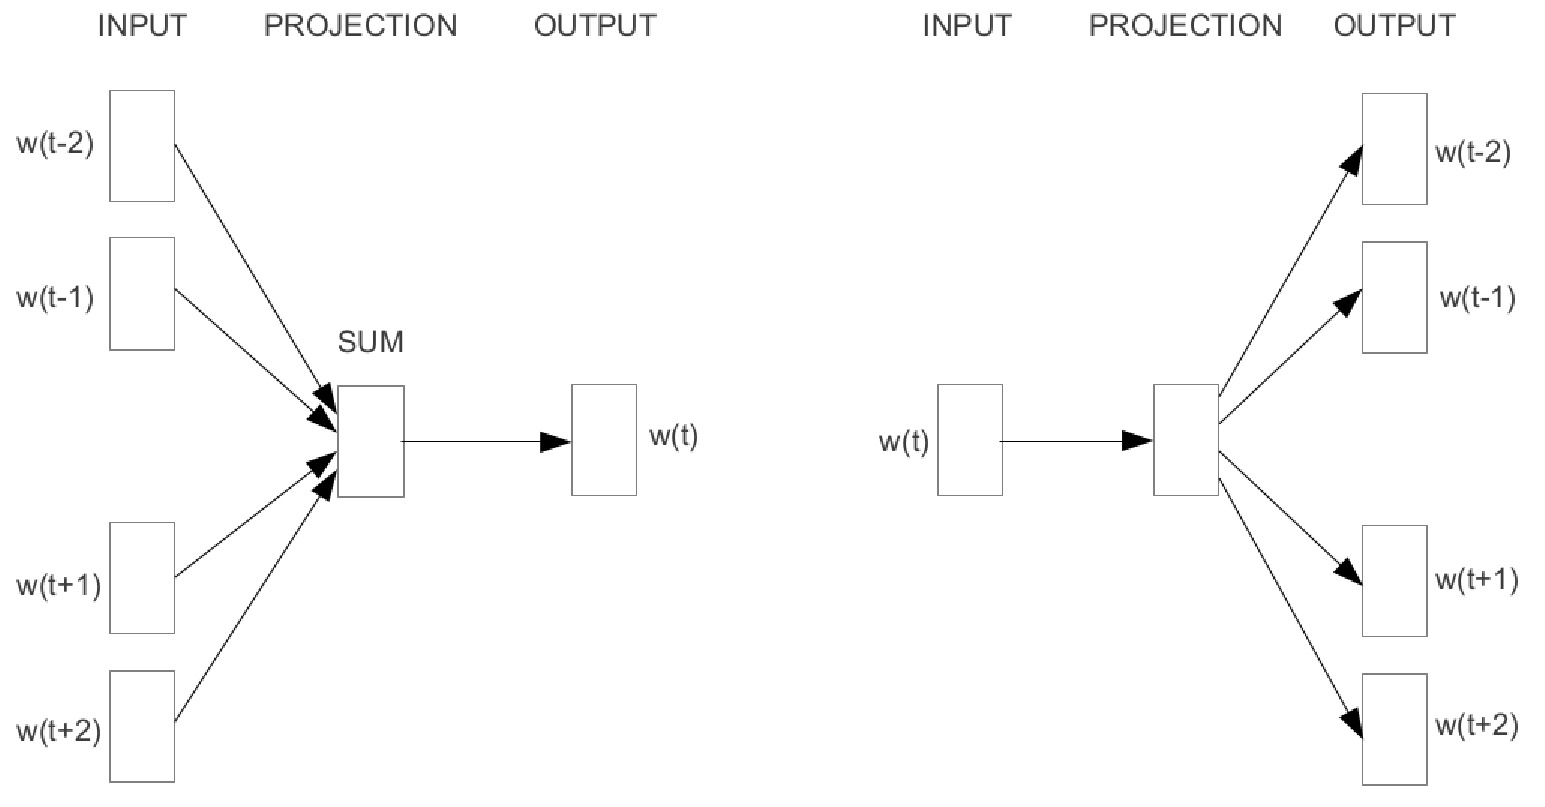 INPUT PROJECTION OUTPUT
w(t-2)
w(t-1)
SUM
w(t)
w(t+1)
w(t+2)
INPUT PROJECTION OUTPUT
w(t-2)
w(t-1)
w(t)
w(t+1)
w(t+2)